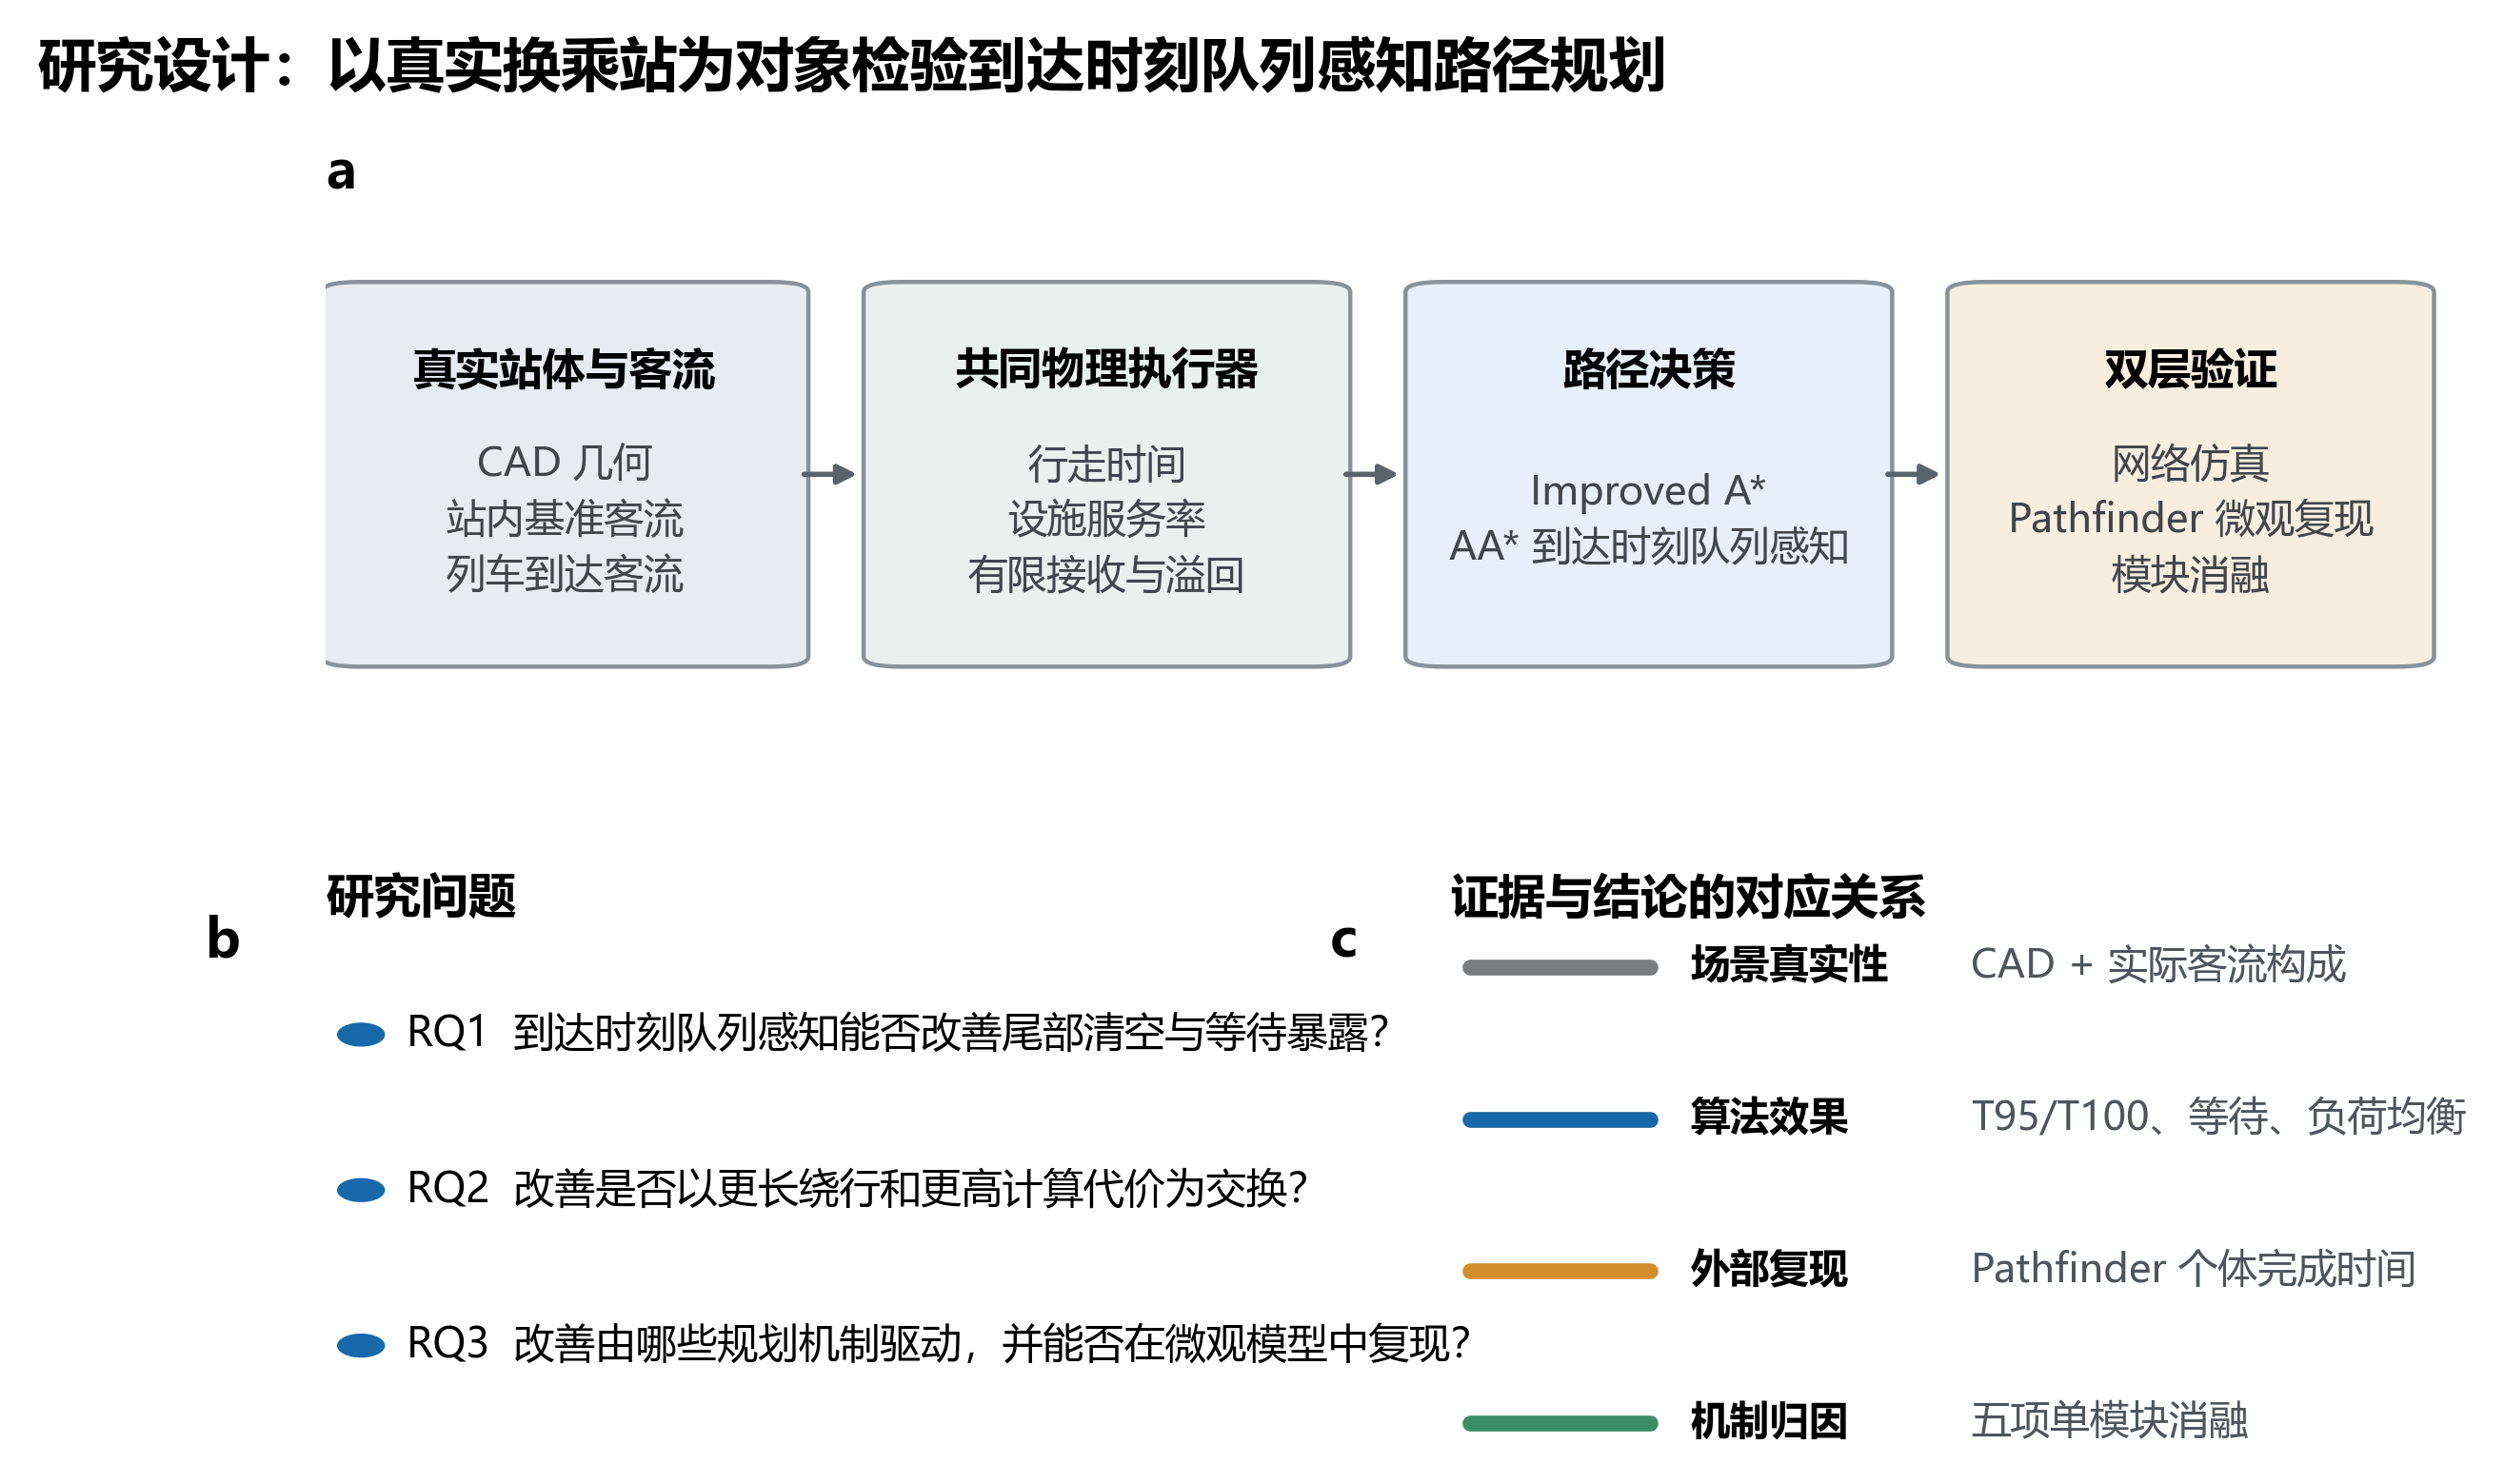 研究设计：以真实换乘站为对象检验到达时刻队列感知路径规划
a
真实站体与客流
CAD 几何
站内基准客流
列车到达客流
共同物理执行器
行走时间
设施服务率
有限接收与溢回
路径决策
Improved A*
AA* 到达时刻队列感知
双层验证
网络仿真
Pathfinder 微观复现
模块消融
b
研究问题
RQ1 到达时刻队列感知能否改善尾部清空与等待暴露？
RQ2 改善是否以更长绕行和更高计算代价为交换？
RQ3 改善由哪些规划机制驱动，并能否在微观模型中复现？
c
证据与结论的对应关系
场景真实性 CAD + 实际客流构成
算法效果 T95/T100、等待、负荷均衡
外部复现 Pathfinder 个体完成时间
机制归因 五项单模块消融